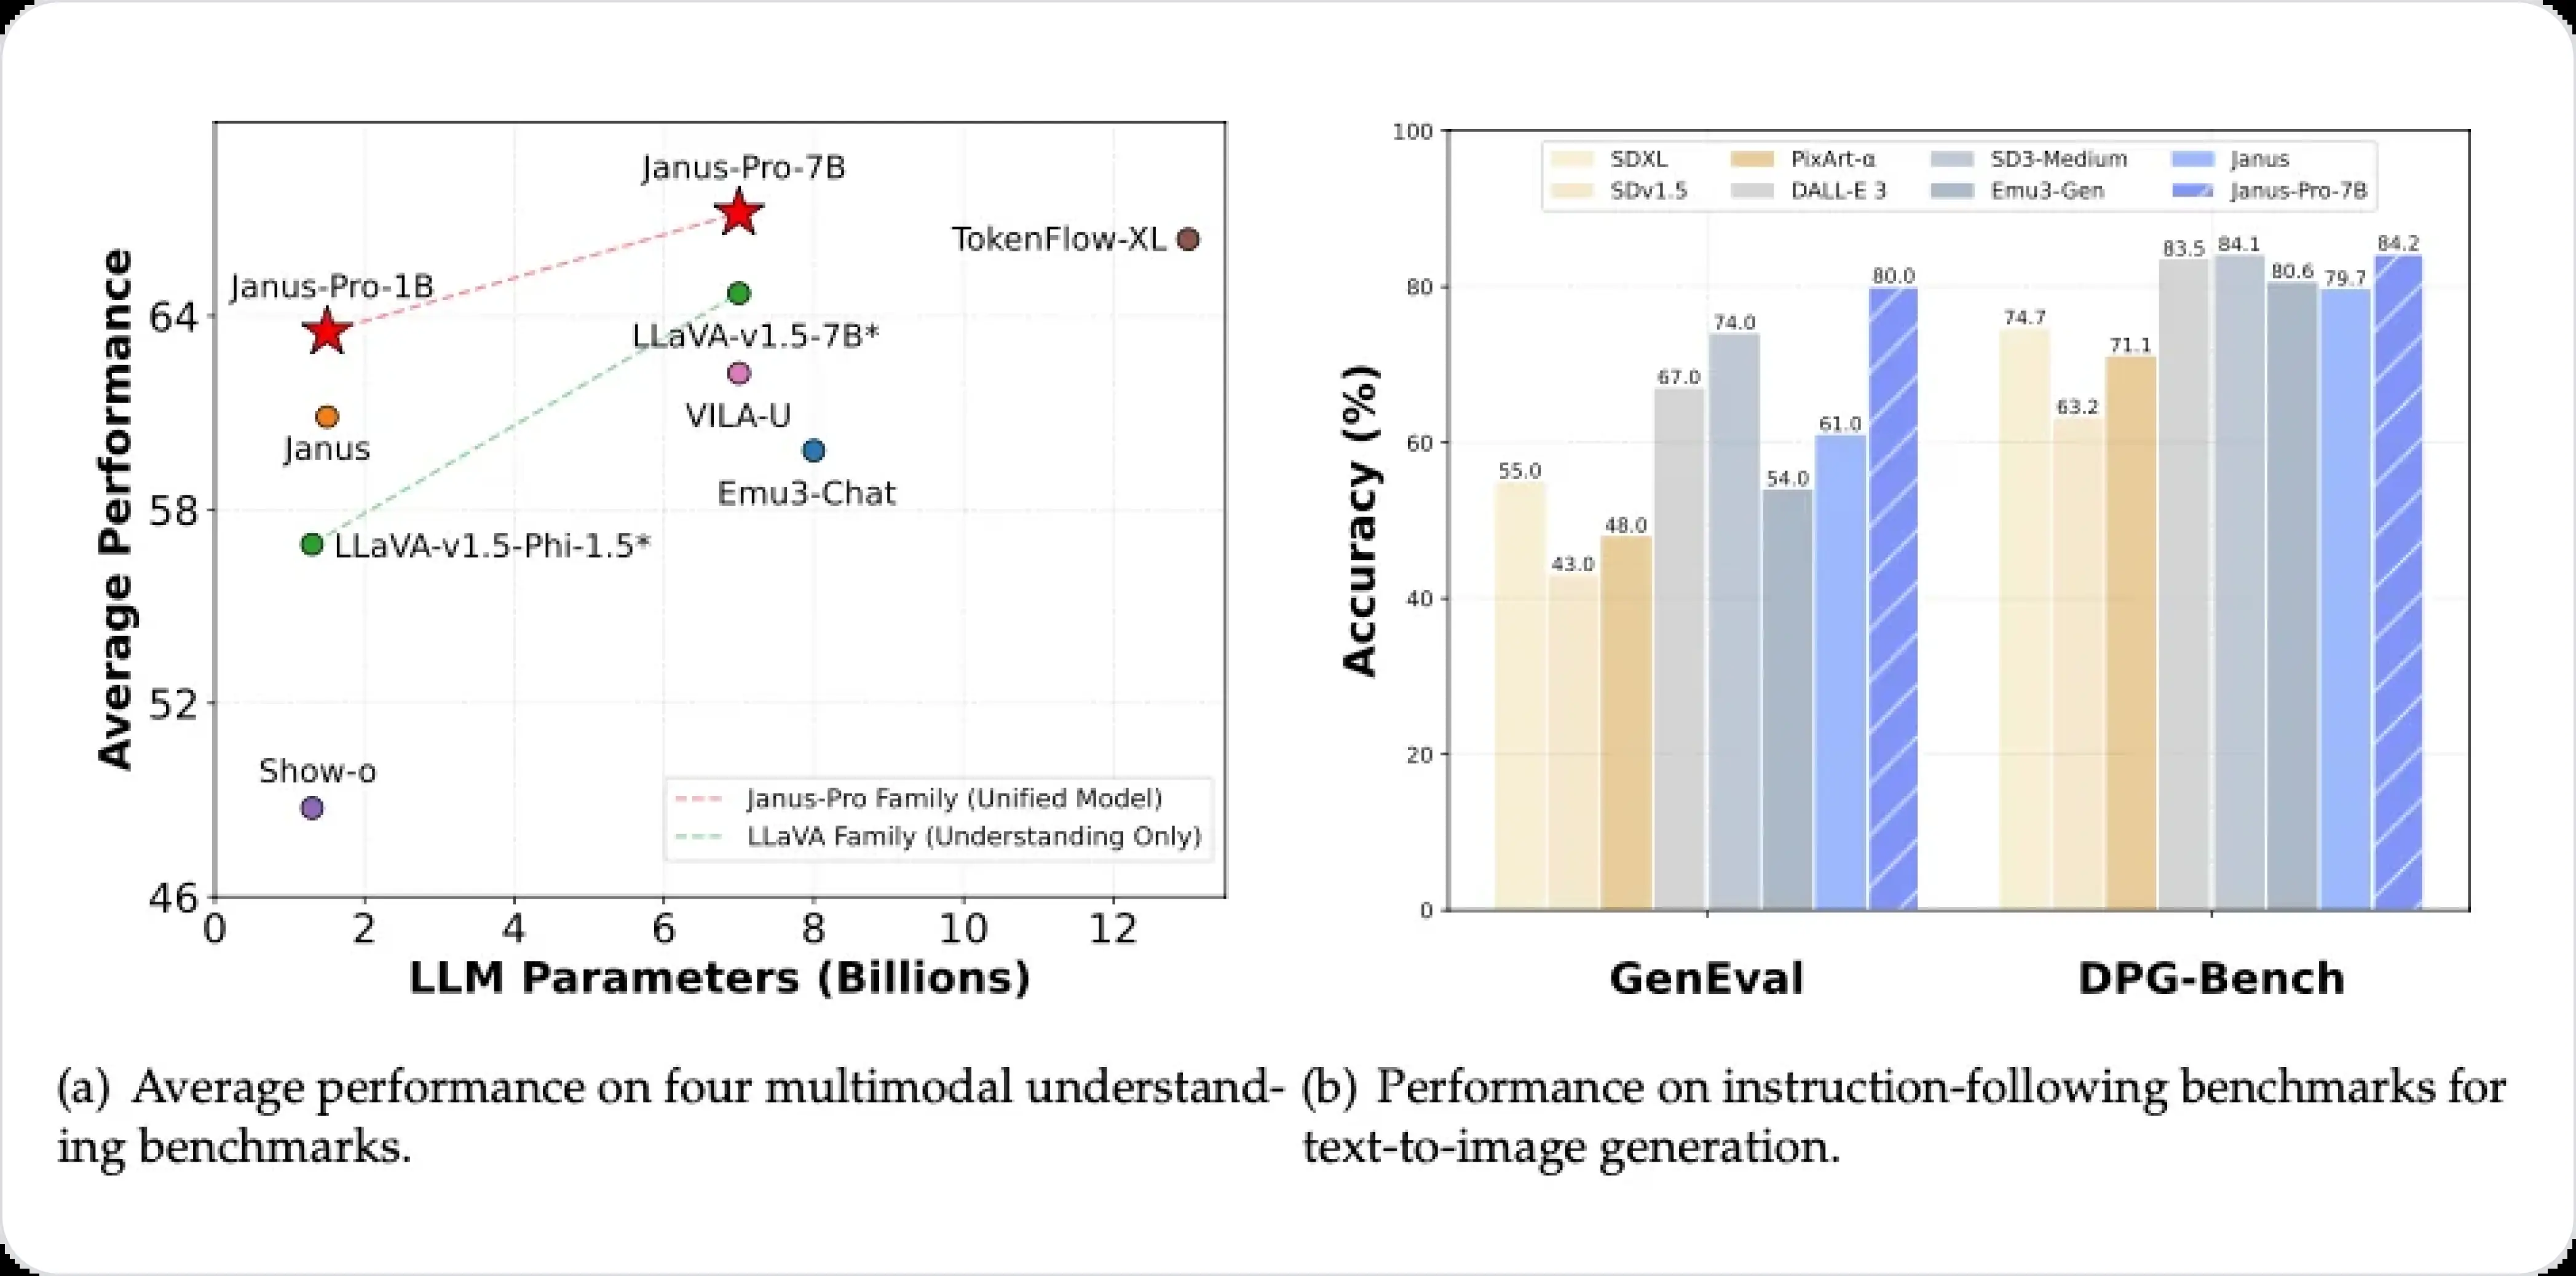 Average Performance
64
58
52
46
0 2 4 6 8 10 12
LLM Parameters (Billions)
Janus-Pro-7B
TokenFlow-XL
Janus-Pro-1B
LLaVA-v1.5-7B*
VILA-U
Janus
Emu3-Chat
LLaVA-v1.5-Phi-1.5*
Show-o
Janus-Pro Family (Unified Model)
LLaVA Family (Understanding Only)
(a) Average performance on four multimodal understand-
ing benchmarks.
Accuracy (%)
100
80
60
40
20
0
SDXL PixArt-α SD3-Medium Janus
SDv1.5 DALL-E 3 Emu3-Gen Janus-Pro-7B
55.0 43.0 48.0 67.0 74.0 54.0 61.0 80.0
74.7 63.2 71.1 83.5 84.1 80.6 79.7 84.2
GenEval DPG-Bench
(b) Performance on instruction-following benchmarks for
text-to-image generation.